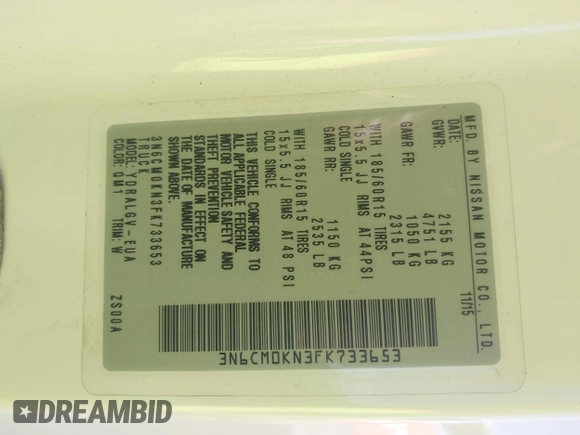 MFD. BY NISSAN MOTOR CO., LTD.
DATE: 11/15
GVWR: 2155 KG
4751 LB
GAWR FR: 1050 KG
2315 LB
WITH 185/60R15 TIRES
15x5.5 JJ RIMS AT 44PSI
COLD SINGLE
GAWR RR: 1150 KG
2535 LB
WITH 185/60R15 TIRES
15x5.5 JJ RIMS AT 48 PSI
COLD SINGLE
THIS VEHICLE CONFORMS TO
ALL APPLICABLE FEDERAL
MOTOR VEHICLE SAFETY AND
THEFT PREVENTION
STANDARDS IN EFFECT ON
THE DATE OF MANUFACTURE
SHOWN ABOVE.
3N6CM0KN3FK733653
TRUCK
MODEL: YDRALGV-EUA
COLOR: QM1 TRIM: W
ZS00A
3N6CM0KN3FK733653
DREAMBID